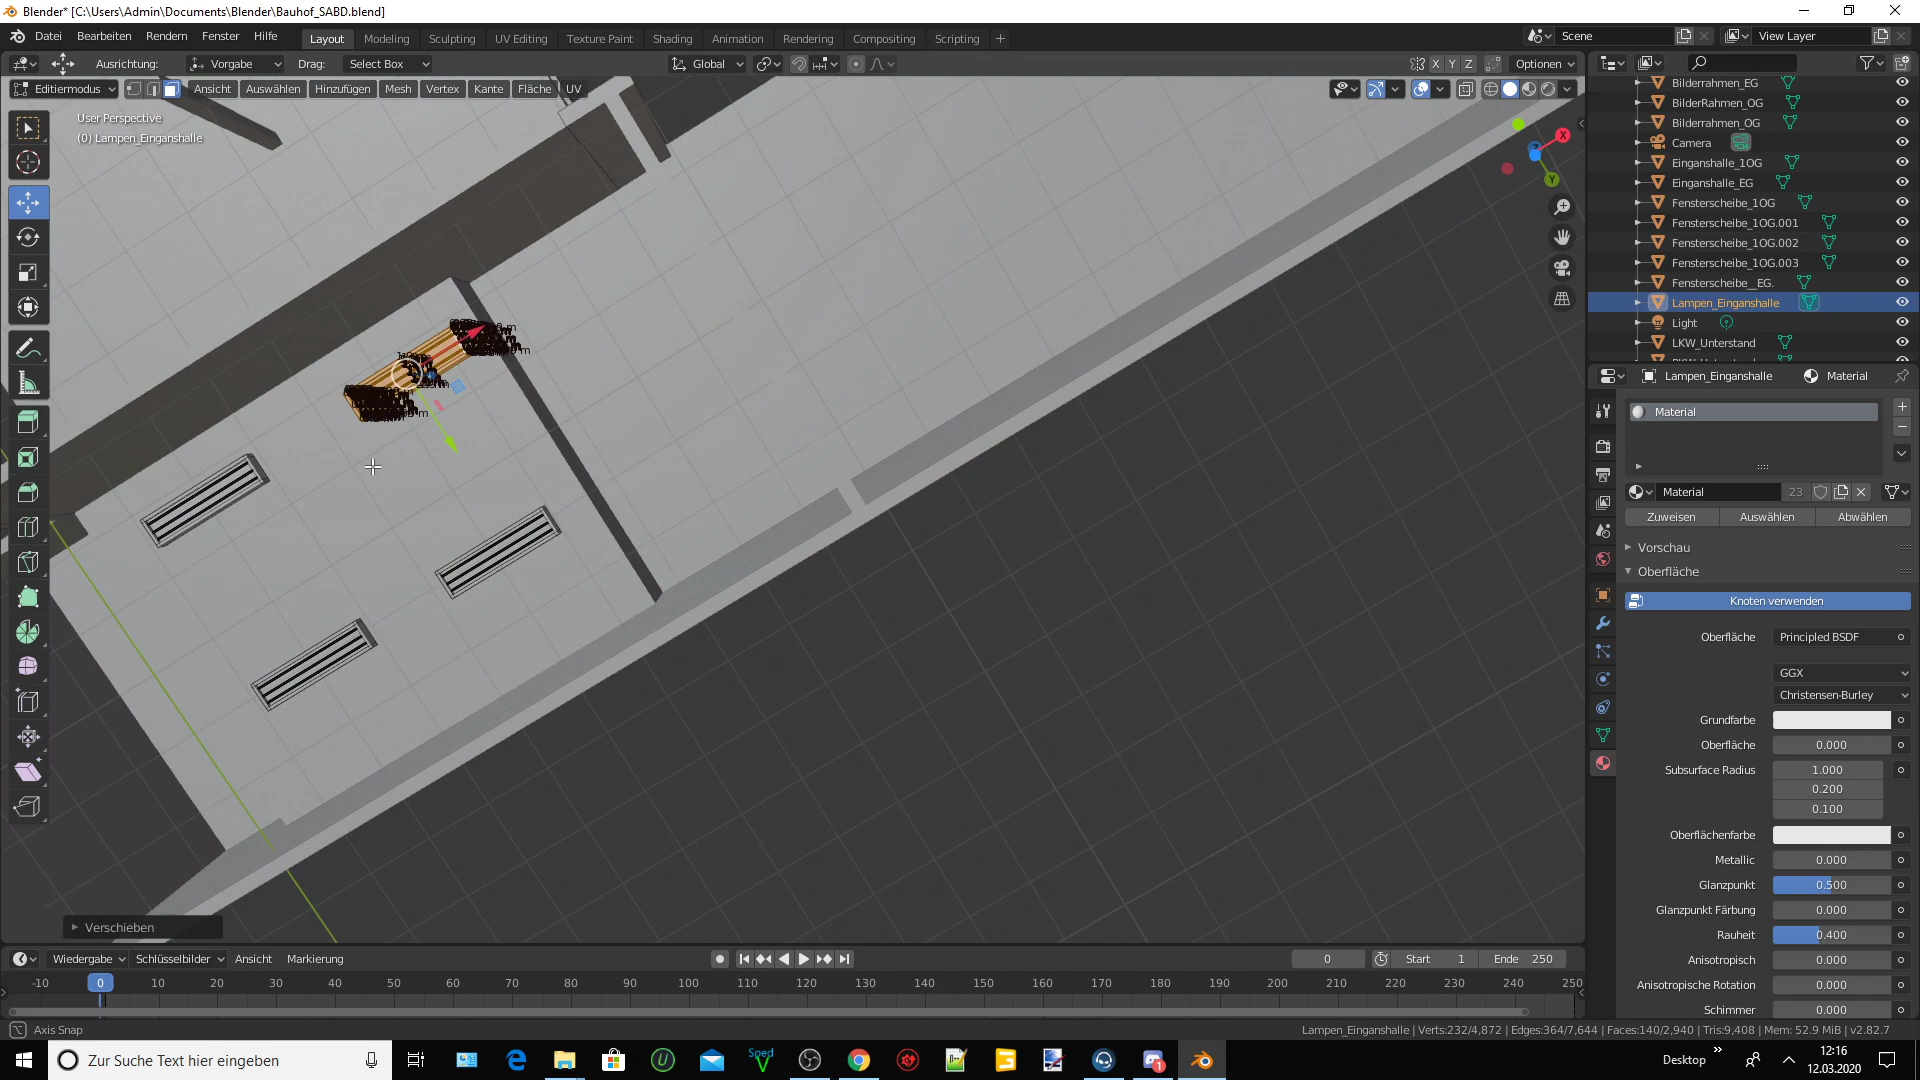 Blender* [C:\Users\Admin\Documents\Blender\Bauhof_SABD.blend]
Datei Bearbeiten Rendern Fenster Hilfe Layout Modeling Sculpting UV Editing Texture Paint Shading Animation Rendering Compositing Scripting + Scene View Layer
Ausrichtung: Vorgabe Drag: Select Box Global X Y Z Optionen
Editiermodus Ansicht Auswählen Hinzufügen Mesh Vertex Kante Fläche UV
User Perspective
(0) Lampen_Einganshalle
X
Y
Bilderrahmen_EG
BilderRahmen_OG
Bilderrahmen_OG
Camera
Einganshalle_1OG
Einganshalle_EG
Fensterscheibe_1OG
Fensterscheibe_1OG.001
Fensterscheibe_1OG.002
Fensterscheibe_1OG.003
Fensterscheibe__EG.
Lampen_Einganshalle
Light
LKW_Unterstand
Lampen_Einganshalle Material
Material
Material 23
Zuweisen Auswählen Abwählen
Vorschau
Oberfläche
Knoten verwenden
Oberfläche Principled BSDF
GGX
Christensen-Burley
Grundfarbe
Oberfläche 0.000
Subsurface Radius 1.000
0.200
0.100
Oberflächenfarbe
Metallic 0.000
Glanzpunkt 0.500
Glanzpunkt Färbung 0.000
Rauheit 0.400
Anisotropisch 0.000
Anisotropische Rotation 0.000
Schimmer 0.000
Verschieben
Wiedergabe Schlüsselbilder Ansicht Markierung 0 Start 1 Ende 250
-10 0 10 20 30 40 50 60 70 80 90 100 110 120 130 140 150 160 170 180 190 200 210 220 230 240 250
Axis Snap
Lampen_Einganshalle | Verts:232/4,872 | Edges:364/7,644 | Faces:140/2,940 | Tris:9,408 | Mem: 52.9 MiB | v2.82.7
Zur Suche Text hier eingeben
Sped
V
Desktop
12:16
12.03.2020